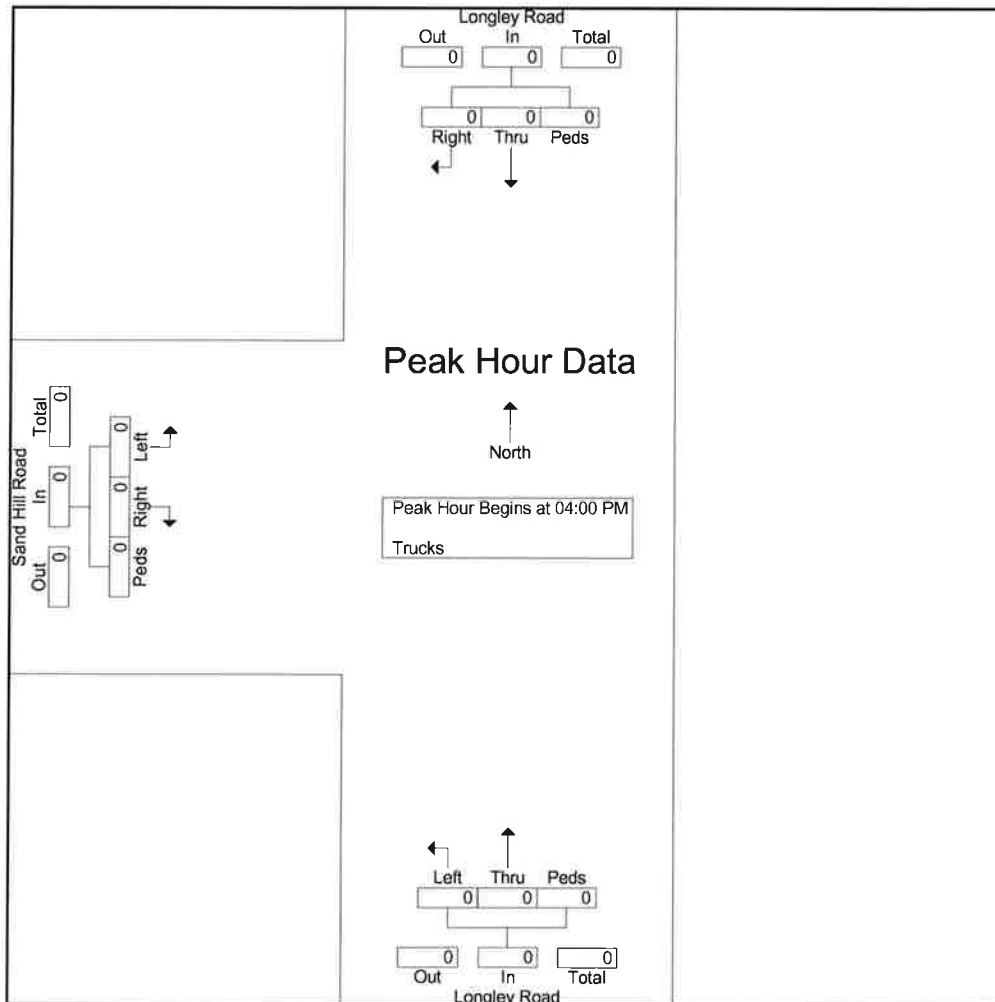 Longley Road
Out In Total
0 0 0
0 0 0
Right Thru Peds
Peak Hour Data
North
Peak Hour Begins at 04:00 PM
Trucks
Sand Hill Road
Out In Total
0 0 0
0 0 0
Peds Right Left
Left Thru Peds
0 0 0
0 0 0
Out In Total
Longley Road